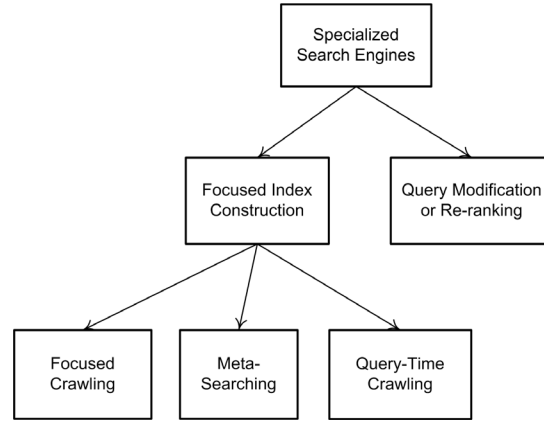 Specialized
Search Engines
Focused Index
Construction
Query Modification
or Re-ranking
Focused
Crawling
Meta-
Searching
Query-Time
Crawling